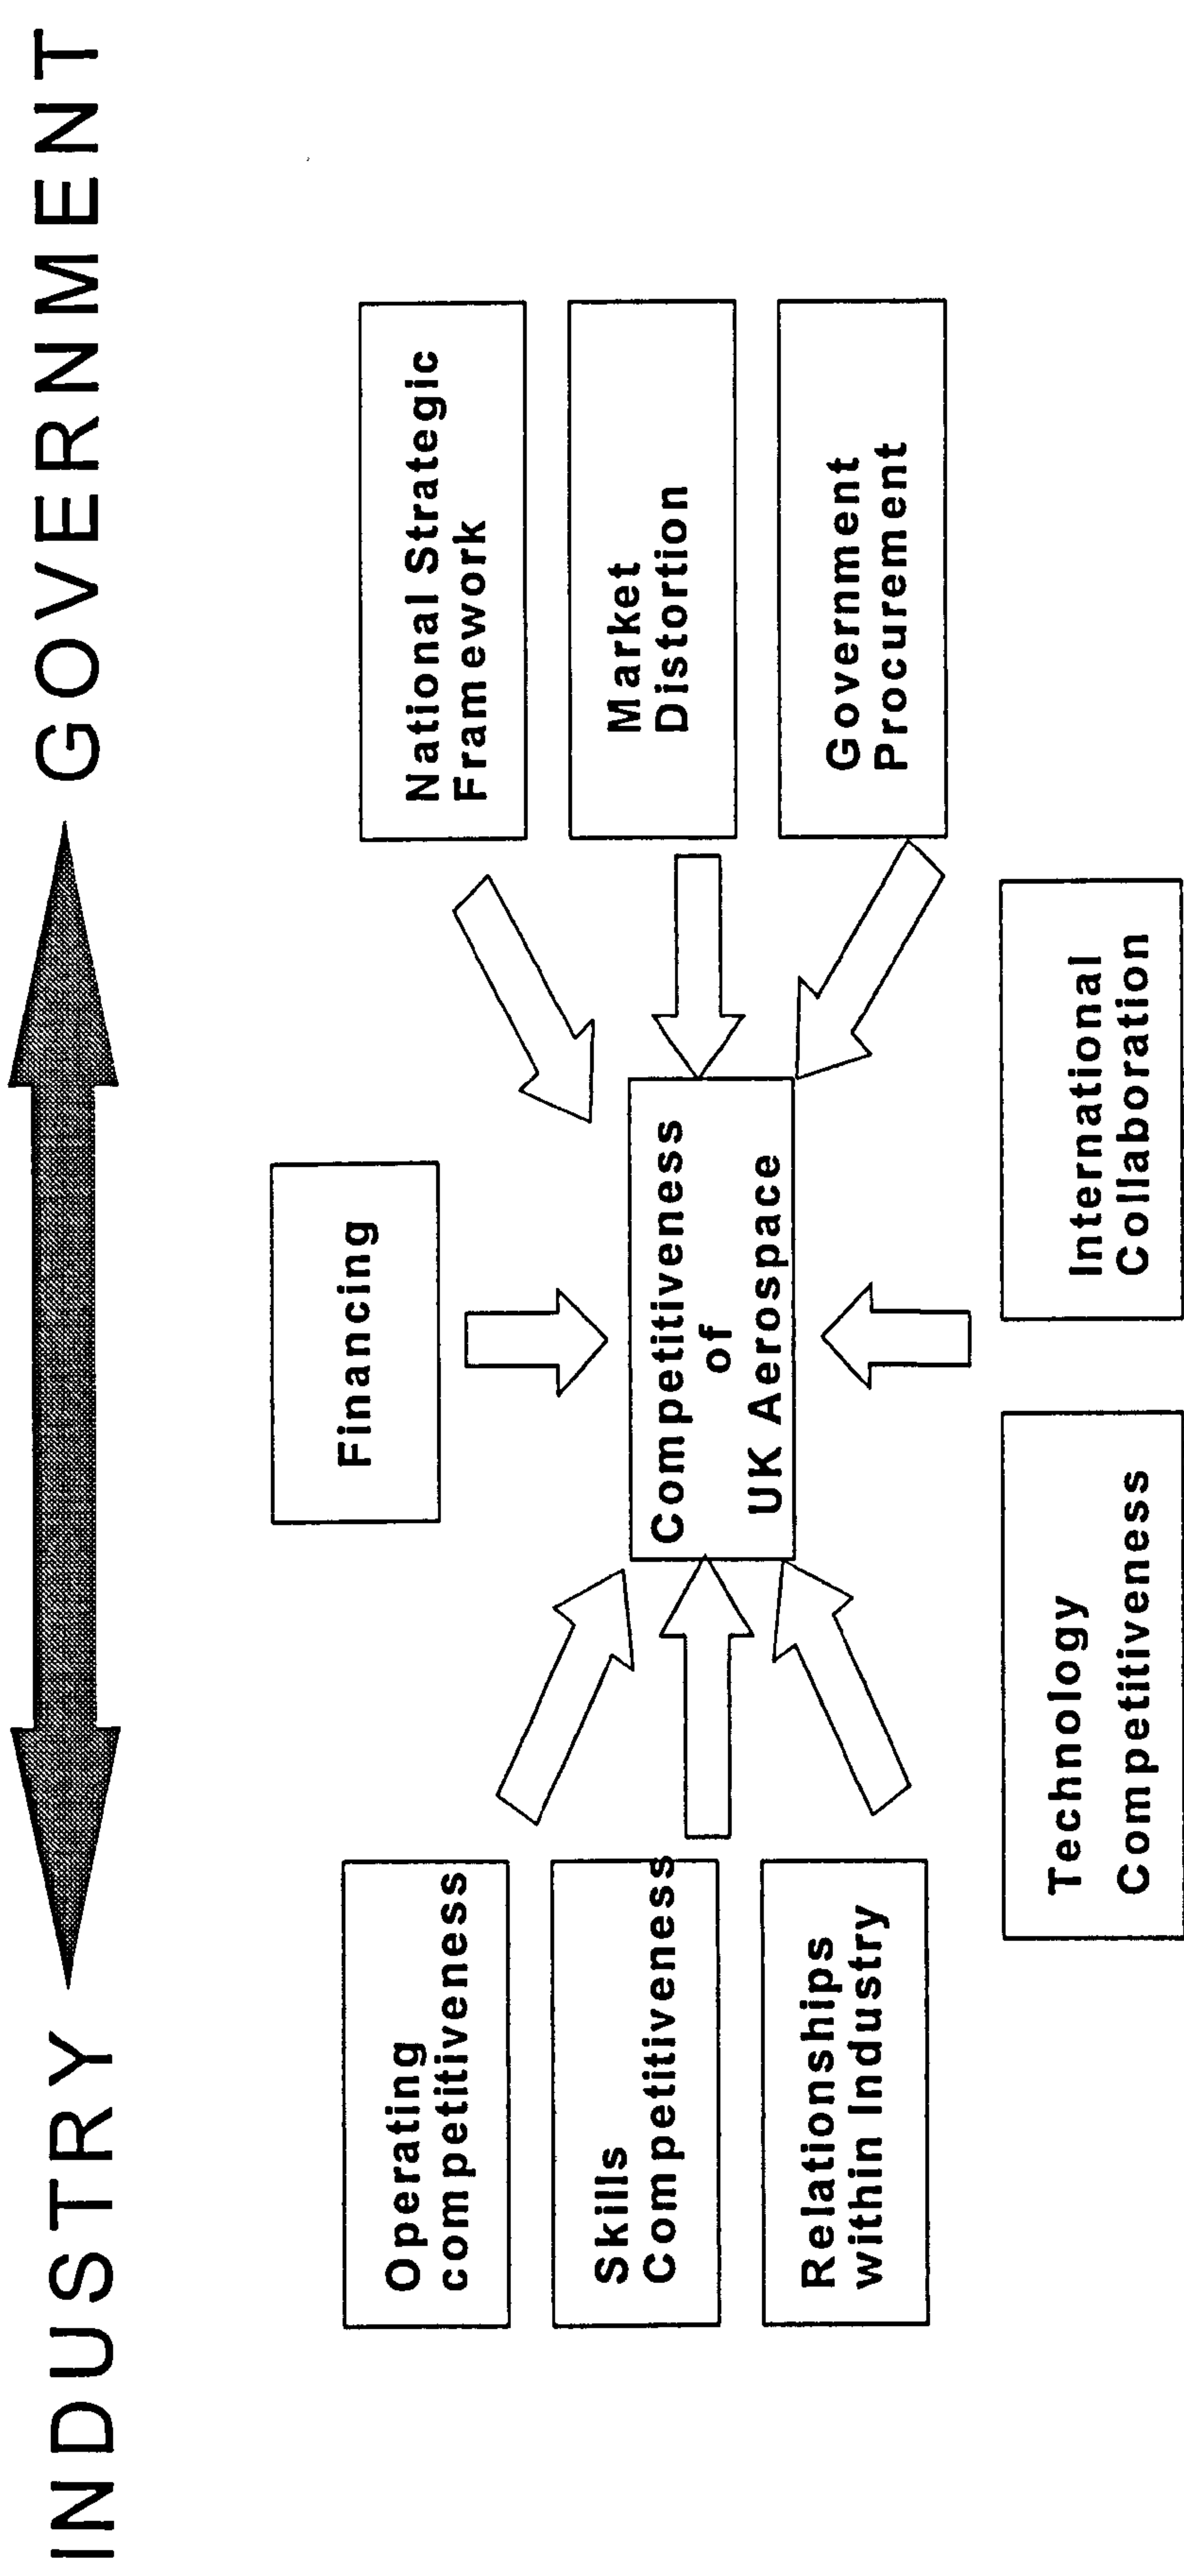 INDUSTRY
GOVERNMENT
Financing
Operating
competitiveness
Skills
Competitiveness
Relationships
within Industry
Competitiveness
of
UK Aerospace
National Strategic
Framework
Market
Distortion
Government
Procurement
Technology
Competitiveness
International
Collaboration